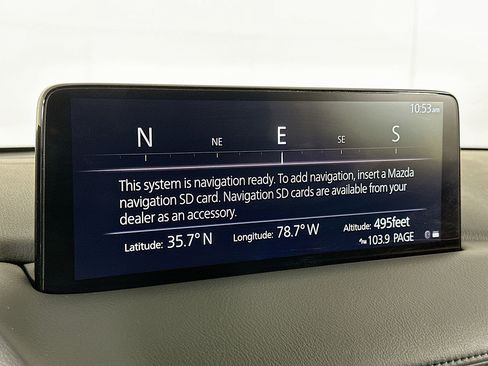 10:53am
N NE E SE S
This system is navigation ready. To add navigation, insert a Mazda
navigation SD card. Navigation SD cards are available from your
dealer as an accessory.
Latitude: 35.7° N Longitude: 78.7° W Altitude: 495feet
103.9 PAGE